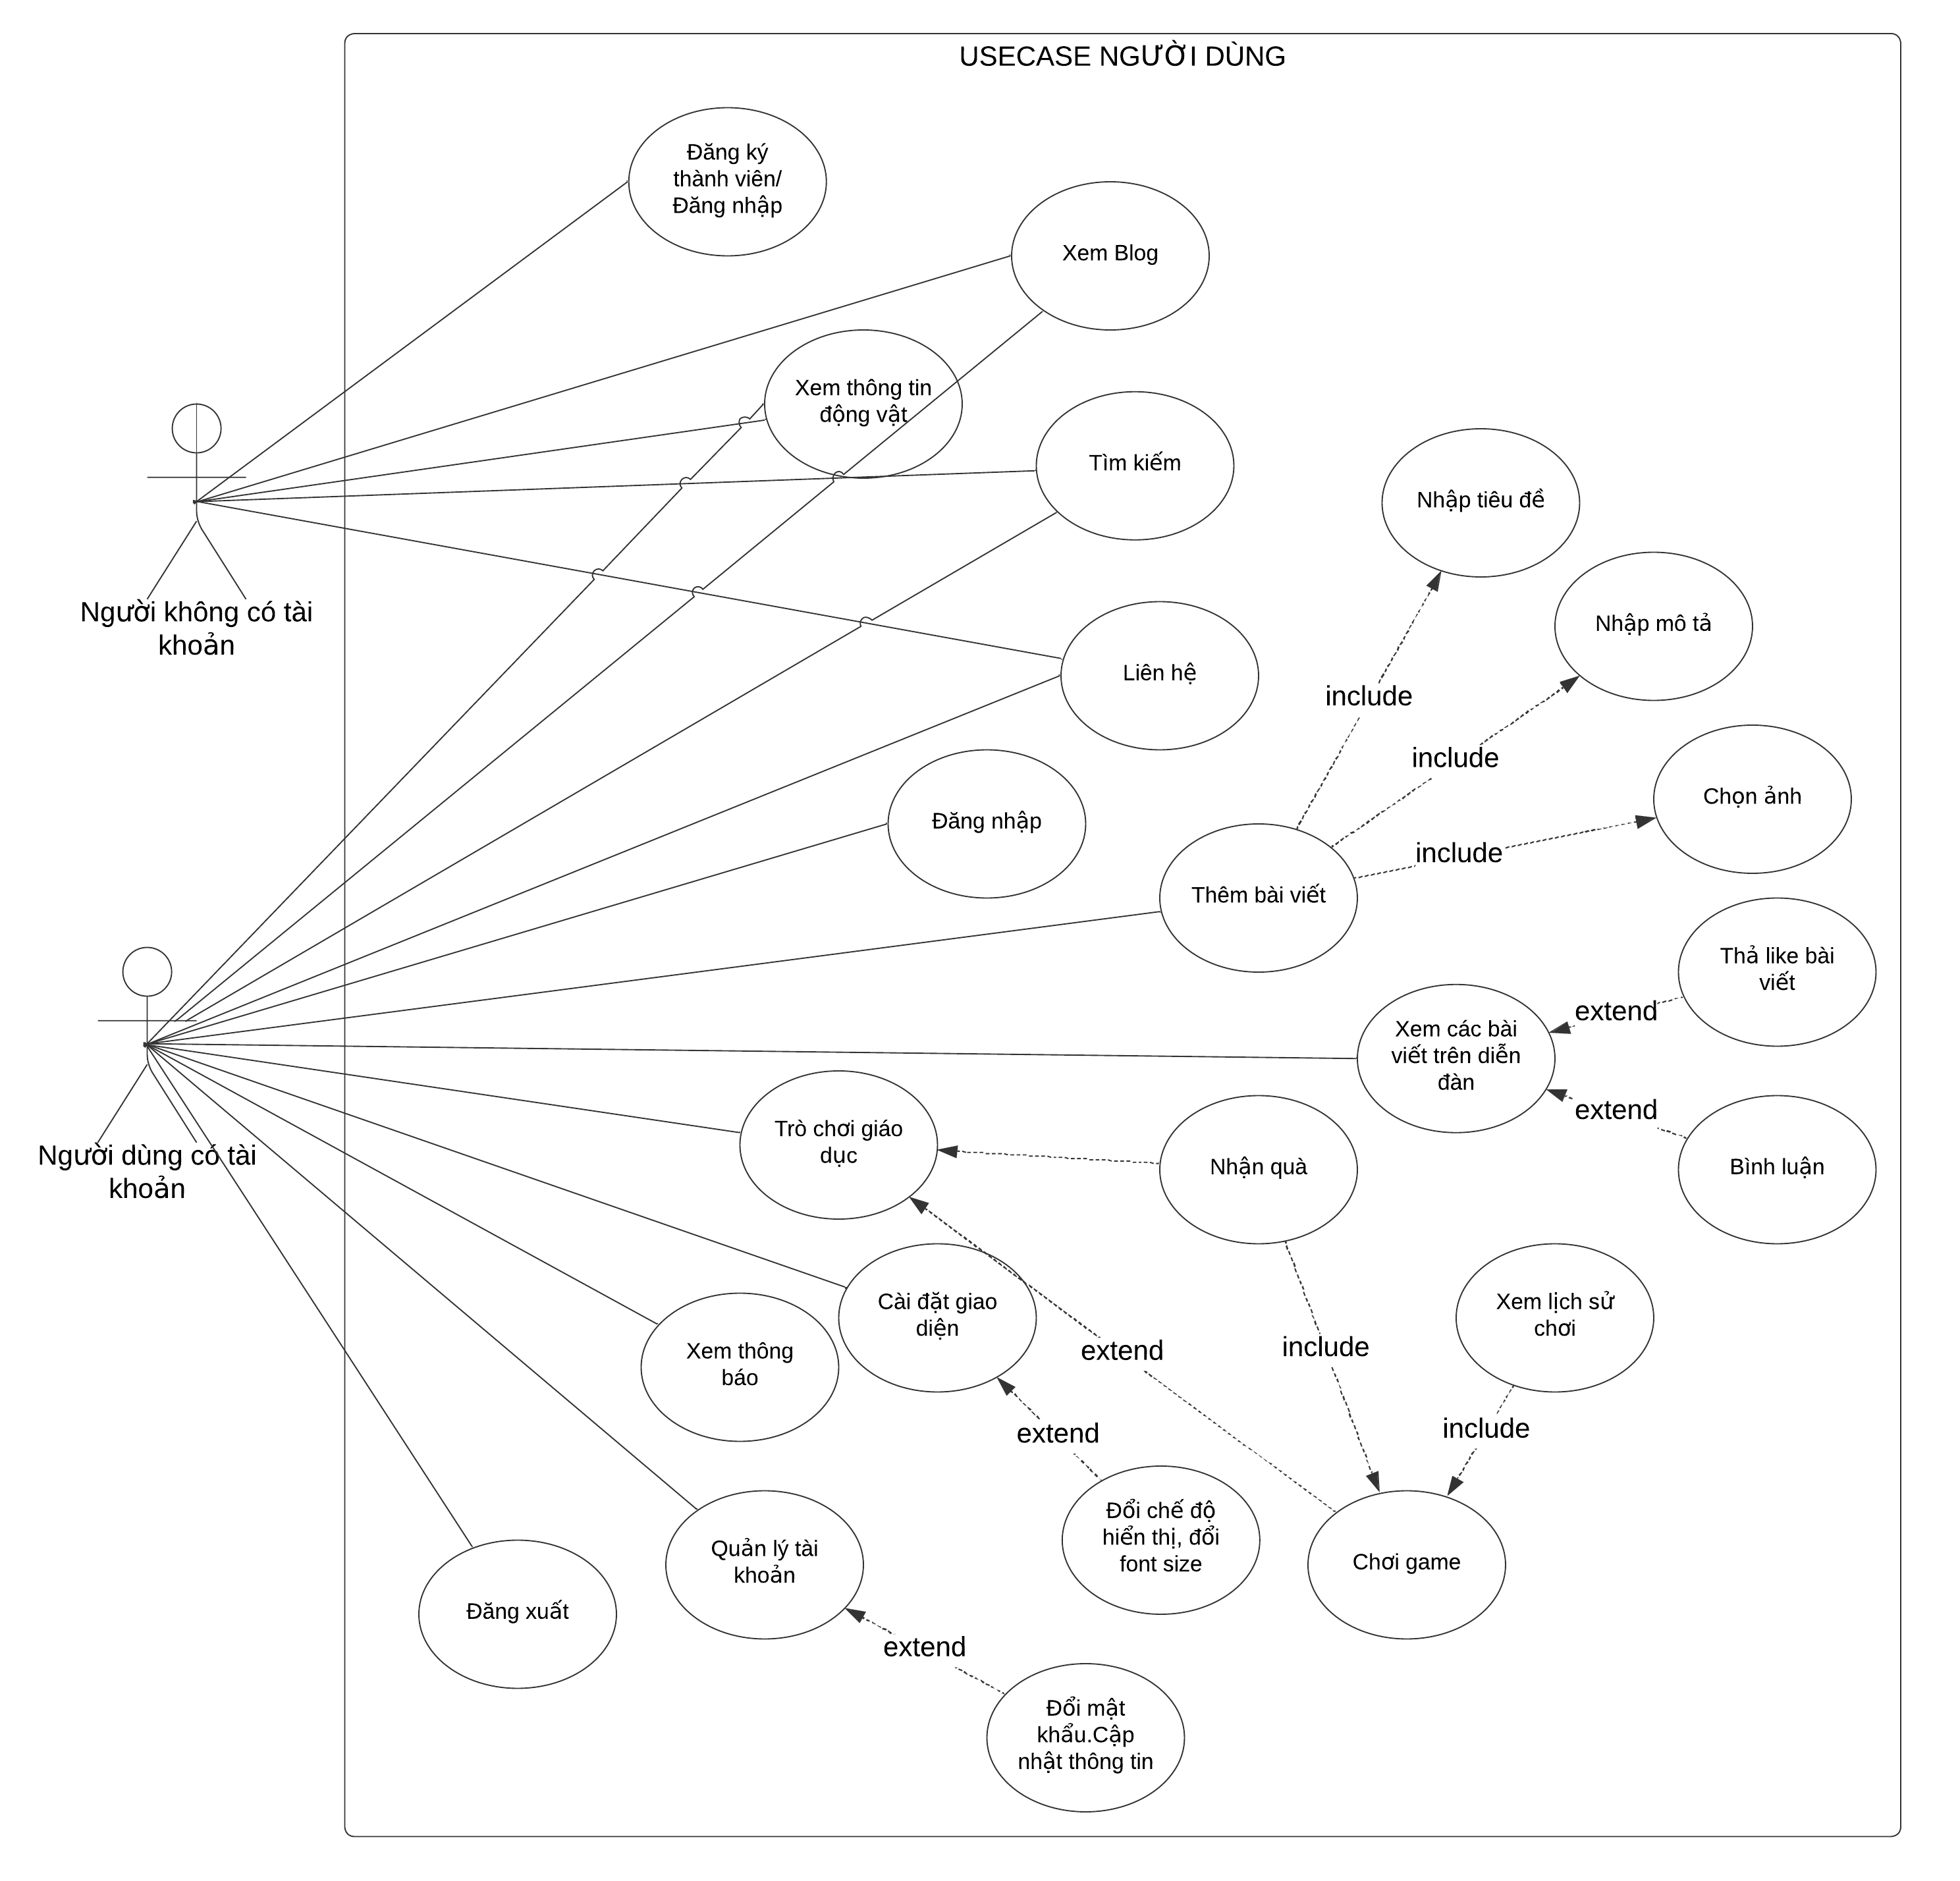 USECASE NGƯỜI DÙNG
Đăng ký
thành viên/
Đăng nhập
Xem Blog
Xem thông tin
động vật
Tìm kiếm
Nhập tiêu đề
Người không có tài
khoản
Nhập mô tả
Liên hệ
include
include
Chọn ảnh
Đăng nhập
include
Thêm bài viết
Thả like bài
viết
extend
Xem các bài
viết trên diễn
đàn
extend
Trò chơi giáo
dục
Nhận quà
Bình luận
Người dùng có tài
khoản
Cài đặt giao
diện
Xem lịch sử
chơi
Xem thông
báo
extend
include
extend
include
Đổi chế độ
hiển thị, đổi
font size
Quản lý tài
khoản
Chơi game
Đăng xuất
extend
Đổi mật
khẩu.Cập
nhật thông tin